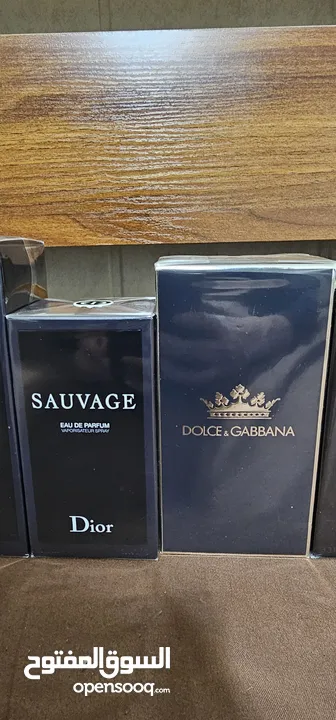 SAUVAGE
EAU DE PARFUM
VAPORISATEUR SPRAY
Dior
DOLCE & GABBANA
السوق المفتوح
opensooq.com